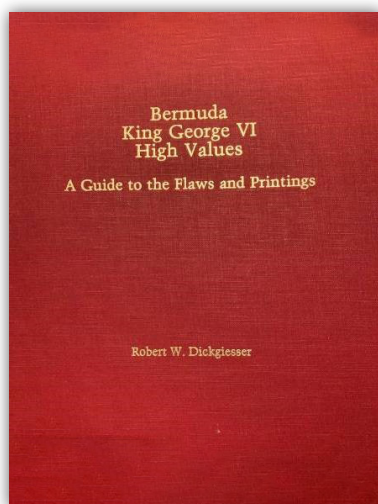 Bermuda
King George VI
High Values
A Guide to the Flaws and Printings
Robert W. Dickgiesser